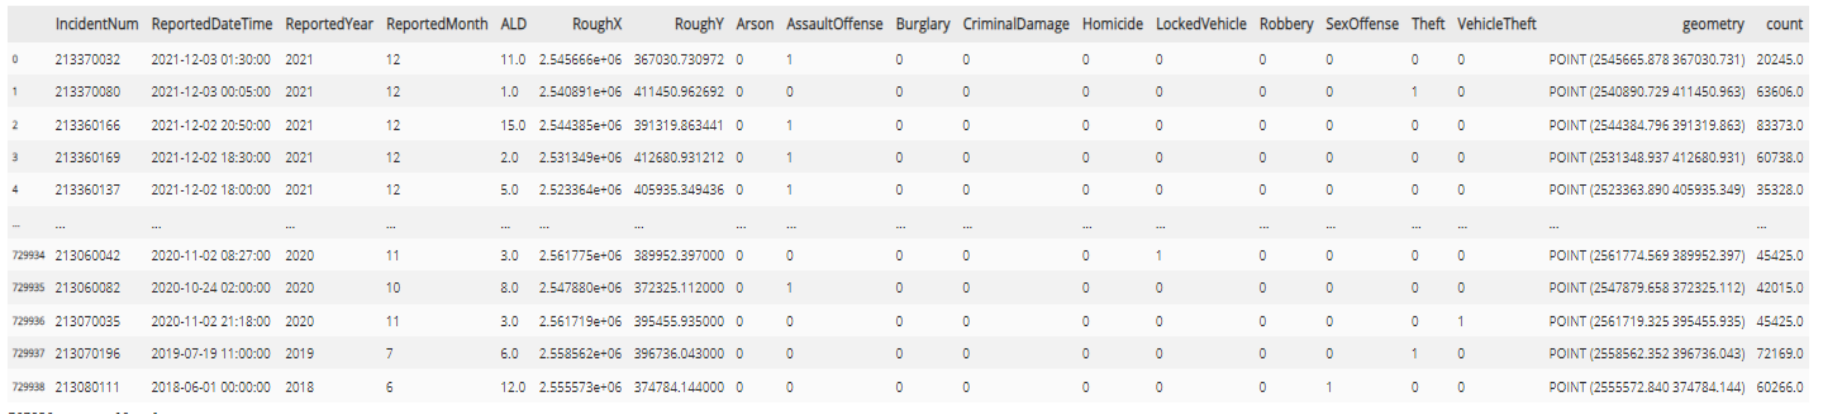 IncidentNum ReportedDateTime ReportedYear ReportedMonth ALD RoughX RoughY Arson AssaultOffense Burglary CriminalDamage Homicide LockedVehicle Robbery SexOffense Theft VehicleTheft geometry count
0 213370032 2021-12-03 01:30:00 2021 12 11.0 2.545666e+06 367030.730972 0 1 0 0 0 0 0 0 0 0 POINT (2545665.878 367030.731) 20245.0
1 213370080 2021-12-03 00:05:00 2021 12 1.0 2.540891e+06 411450.962692 0 0 0 0 0 0 0 0 1 0 POINT (2540890.729 411450.963) 63606.0
2 213360166 2021-12-02 20:50:00 2021 12 15.0 2.544385e+06 391319.863441 0 1 0 0 0 0 0 0 0 0 POINT (2544384.796 391319.863) 83373.0
3 213360169 2021-12-02 18:30:00 2021 12 2.0 2.531349e+06 412680.931212 0 1 0 0 0 0 0 0 0 0 POINT (2531348.937 412680.931) 60738.0
4 213360137 2021-12-02 18:00:00 2021 12 5.0 2.523364e+06 405935.349436 0 1 0 0 0 0 0 0 0 0 POINT (2523363.890 405935.349) 35328.0
... ... ... ... ... ... ... ... ... ... ... ... ... ... ... ... ... ... ... ...
729934 213060042 2020-11-02 08:27:00 2020 11 3.0 2.561775e+06 389952.397000 0 0 0 0 0 1 0 0 0 0 POINT (2561774.569 389952.397) 45425.0
729935 213060082 2020-10-24 02:00:00 2020 10 8.0 2.547880e+06 372325.112000 0 1 0 0 0 0 0 0 0 0 POINT (2547879.658 372325.112) 42015.0
729936 213070035 2020-11-02 21:18:00 2020 11 3.0 2.561719e+06 395455.935000 0 0 0 0 0 0 0 0 0 1 POINT (2561719.325 395455.935) 45425.0
729937 213070196 2019-07-19 11:00:00 2019 7 6.0 2.558562e+06 396736.043000 0 0 0 0 0 0 0 0 1 0 POINT (2558562.352 396736.043) 72169.0
729938 213080111 2018-06-01 00:00:00 2018 6 12.0 2.555573e+06 374784.144000 0 0 0 0 0 0 0 1 0 0 POINT (2555572.840 374784.144) 60266.0